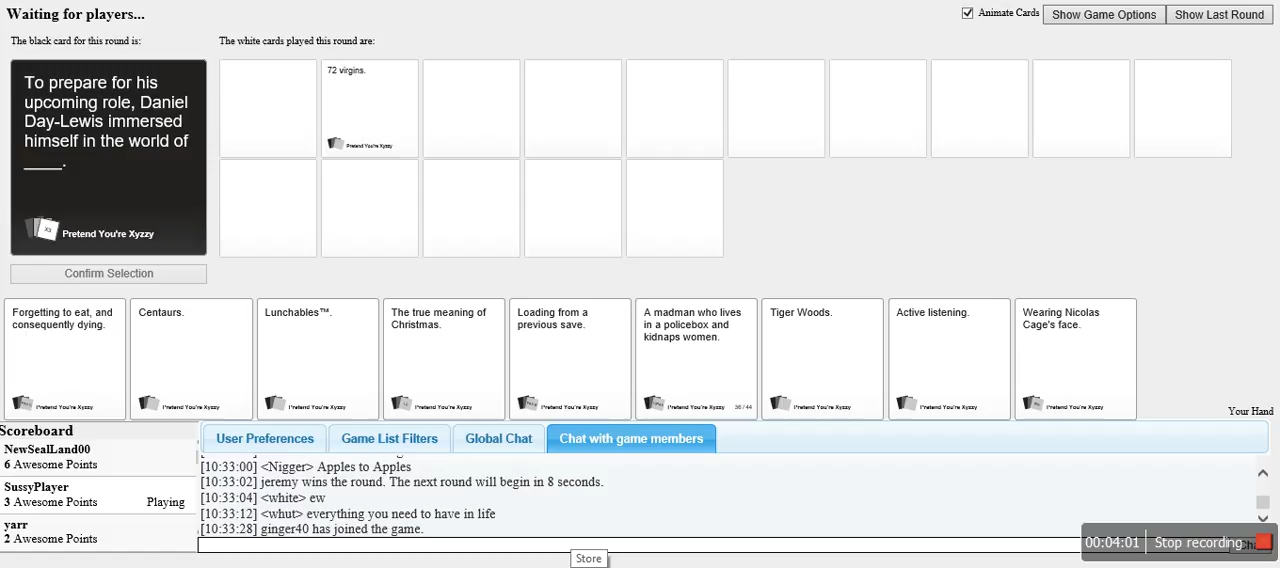 Waiting for players...
Animate Cards
Show Game Options
Show Last Round
The black card for this round is:
The white cards played this round are:
To prepare for his
upcoming role, Daniel
Day-Lewis immersed
himself in the world of
_____.
Pretend You're Xyzzy
72 virgins.
Pretend You're Xyzzy
Confirm Selection
Forgetting to eat, and
consequently dying.
Pretend You're Xyzzy
Centaurs.
Pretend You're Xyzzy
Lunchables™.
Pretend You're Xyzzy
The true meaning of
Christmas.
Pretend You're Xyzzy
Loading from a
previous save.
Pretend You're Xyzzy
A madman who lives
in a policebox and
kidnaps women.
Pretend You're Xyzzy
36 / 44
Tiger Woods.
Pretend You're Xyzzy
Active listening.
Pretend You're Xyzzy
Wearing Nicolas
Cage's face.
Pretend You're Xyzzy
Your Hand
Scoreboard
NewSealLand00
6 Awesome Points
SussyPlayer
3 Awesome Points Playing
yarr
2 Awesome Points
User Preferences
Game List Filters
Global Chat
Chat with game members
[10:33:00] <Nigger> Apples to Apples
[10:33:02] jeremy wins the round. The next round will begin in 8 seconds.
[10:33:04] <white> ew
[10:33:12] <whut> everything you need to have in life
[10:33:28] ginger40 has joined the game.
Store
00:04:01 Stop recording